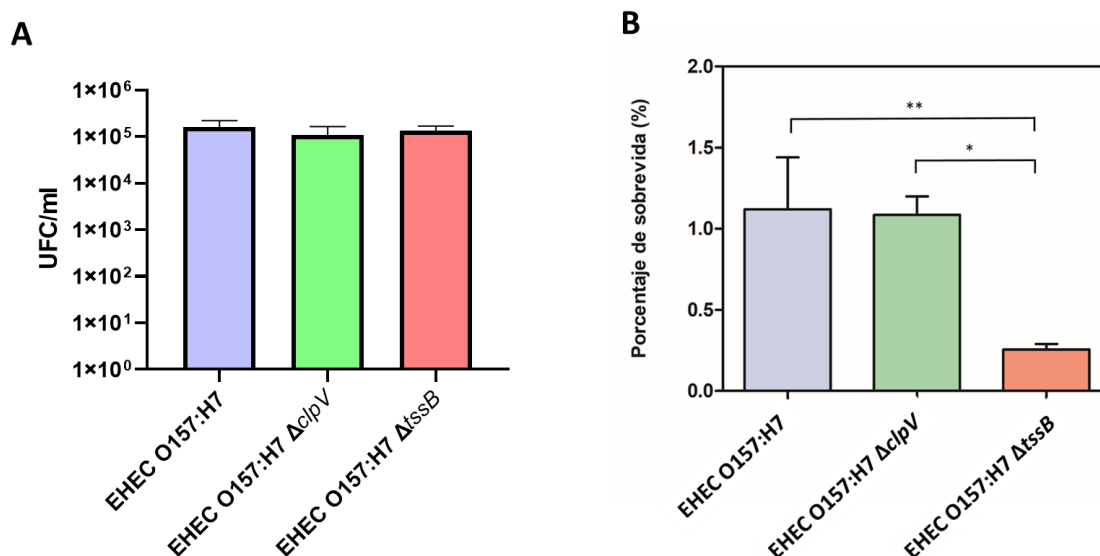 A
UFC/ml
1×10⁶
1×10⁵
1×10⁴
1×10³
1×10²
1×10¹
1×10⁰
EHEC O157:H7
EHEC O157:H7 ΔclpV
EHEC O157:H7 ΔtssB
B
Porcentaje de sobrevida (%)
2.0
1.5
1.0
0.5
0.0
**
*
EHEC O157:H7
EHEC O157:H7 ΔclpV
EHEC O157:H7 ΔtssB